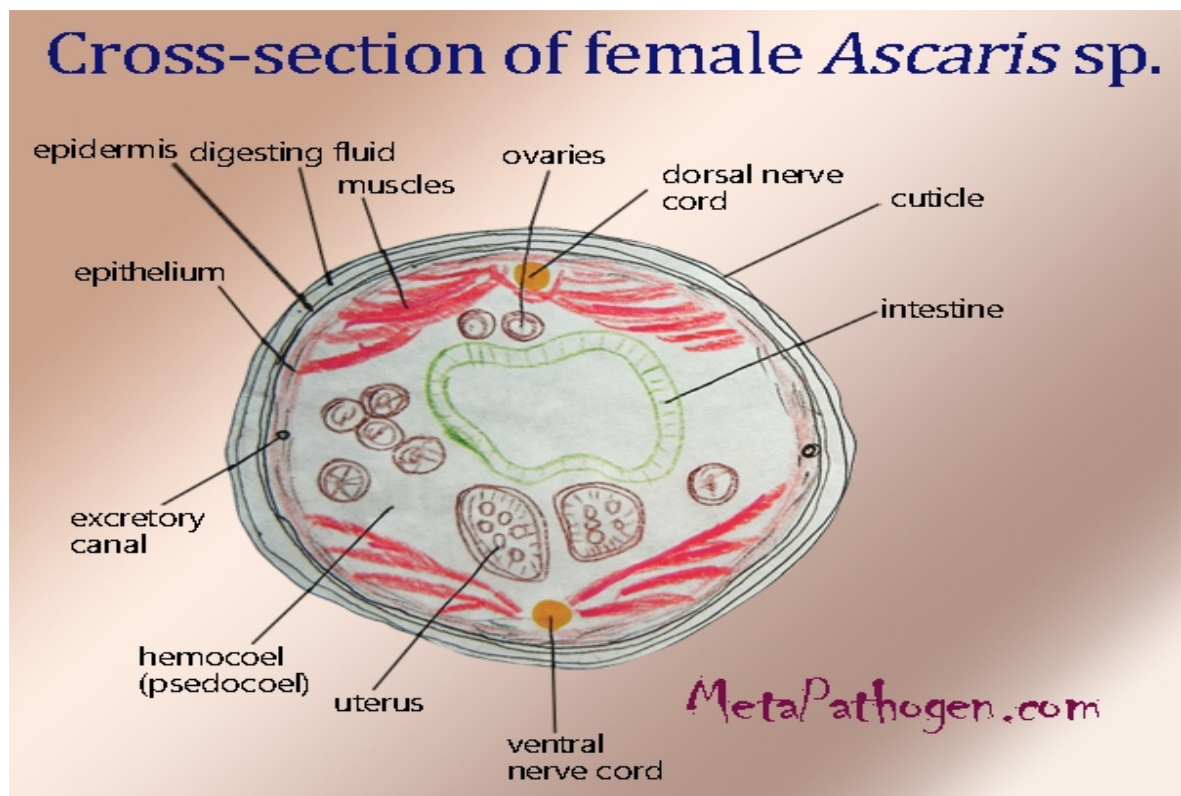 Cross-section of female Ascaris sp.
epidermis
digesting fluid
muscles
ovaries
dorsal nerve
cord
cuticle
epithelium
intestine
excretory
canal
hemocoel
(psedocoel)
uterus
ventral
nerve cord
MetaPathogen.com